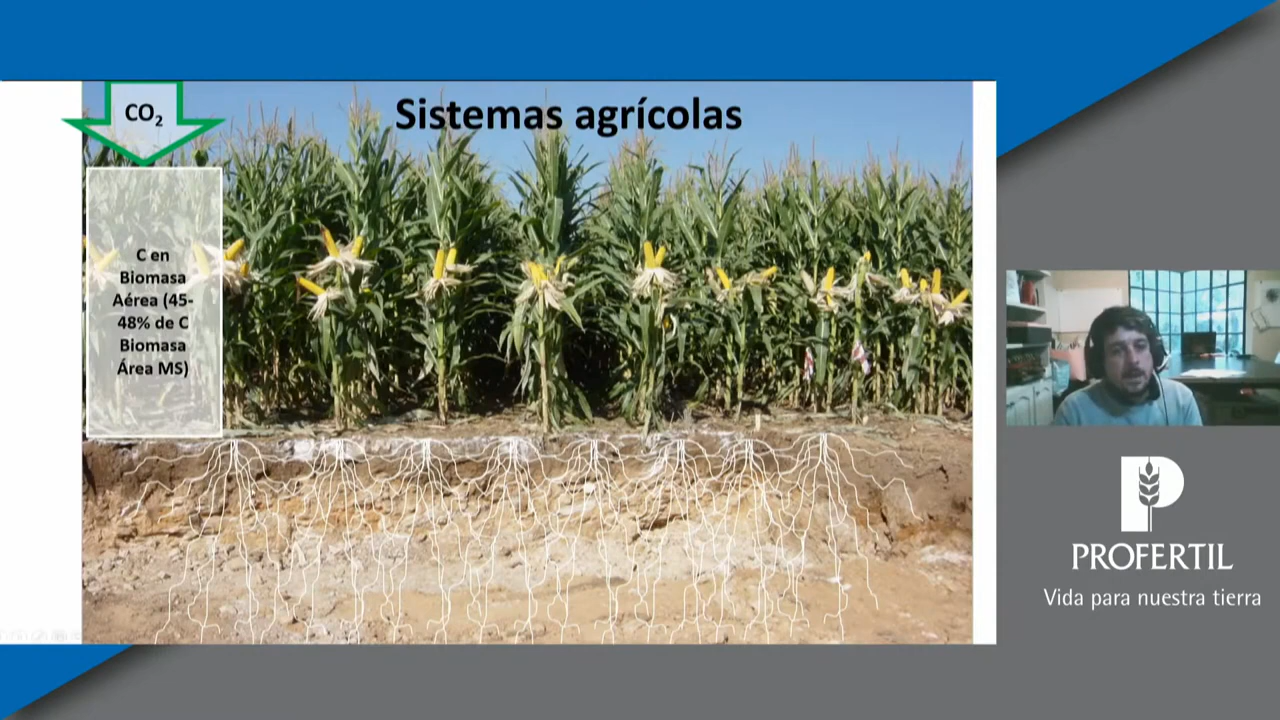 Sistemas agrícolas
CO₂
C en
Biomasa
Aérea (45-
48% de C
Biomasa
Área MS)
PROFERTIL
Vida para nuestra tierra